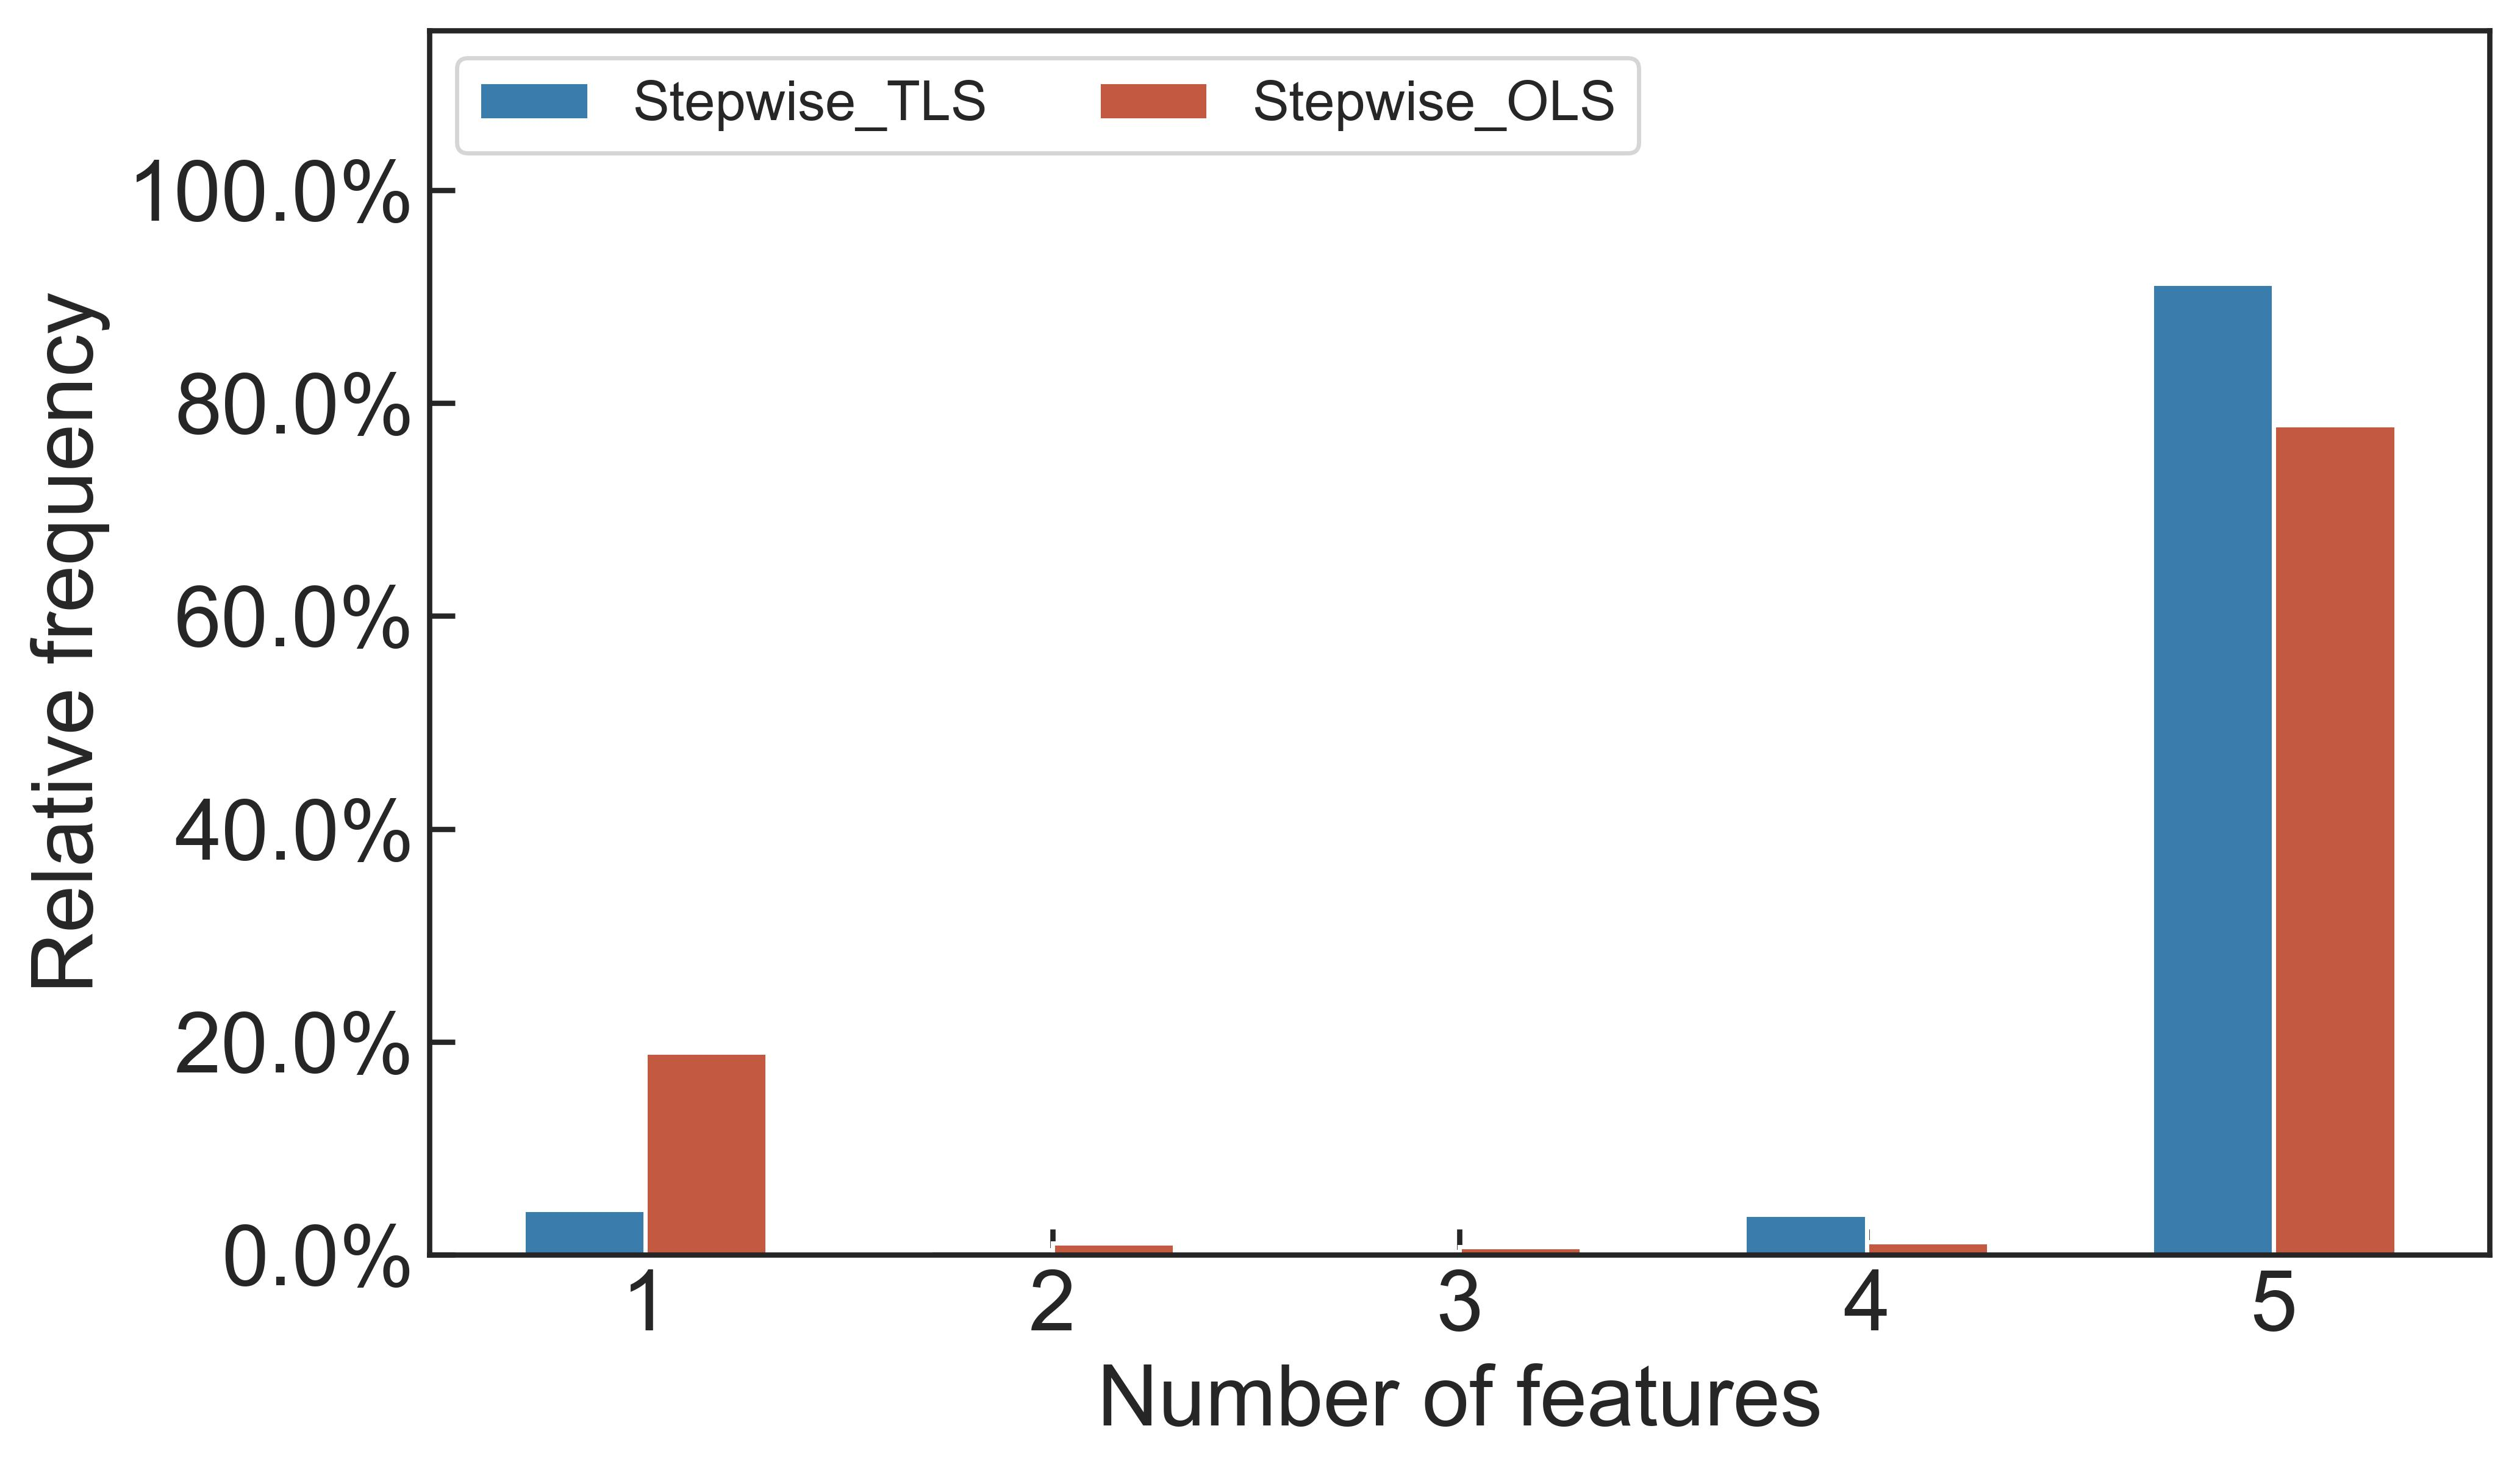 Stepwise_TLS Stepwise_OLS
Relative frequency
100.0%
80.0%
60.0%
40.0%
20.0%
0.0%
1 2 3 4 5
Number of features